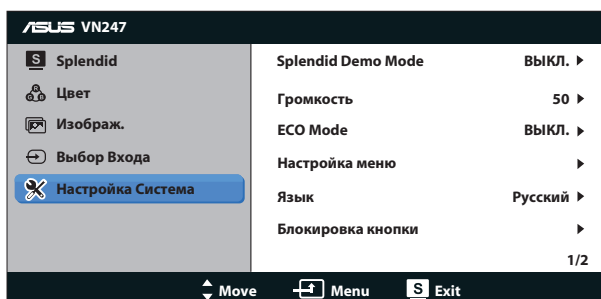 ASUS VN247
S Splendid
Цвет
Изображ.
Выбор Входа
Настройка Система
Splendid Demo Mode ВЫКЛ.
Громкость 50
ECO Mode ВЫКЛ.
Настройка меню
Язык Русский
Блокировка кнопки
1/2
Move Menu S Exit